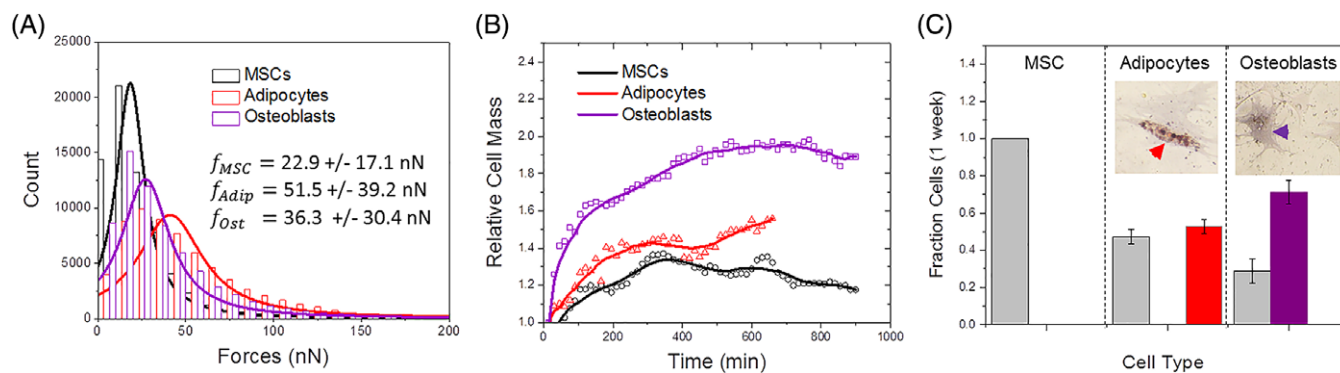 (A)
25000
20000
15000
10000
5000
0
Count
MSCs
Adipocytes
Osteoblasts
f_MSC = 22.9 +/- 17.1 nN
f_Adip = 51.5 +/- 39.2 nN
f_Ost = 36.3 +/- 30.4 nN
0 50 100 150 200
Forces (nN)
(B)
2.4
2.2
2.0
1.8
1.6
1.4
1.2
1.0
Relative Cell Mass
MSCs
Adipocytes
Osteoblasts
0 200 400 600 800 1000
Time (min)
(C)
1.4
1.2
1.0
0.8
0.6
0.4
0.2
0.0
Fraction Cells (1 week)
MSC Adipocytes Osteoblasts
Cell Type